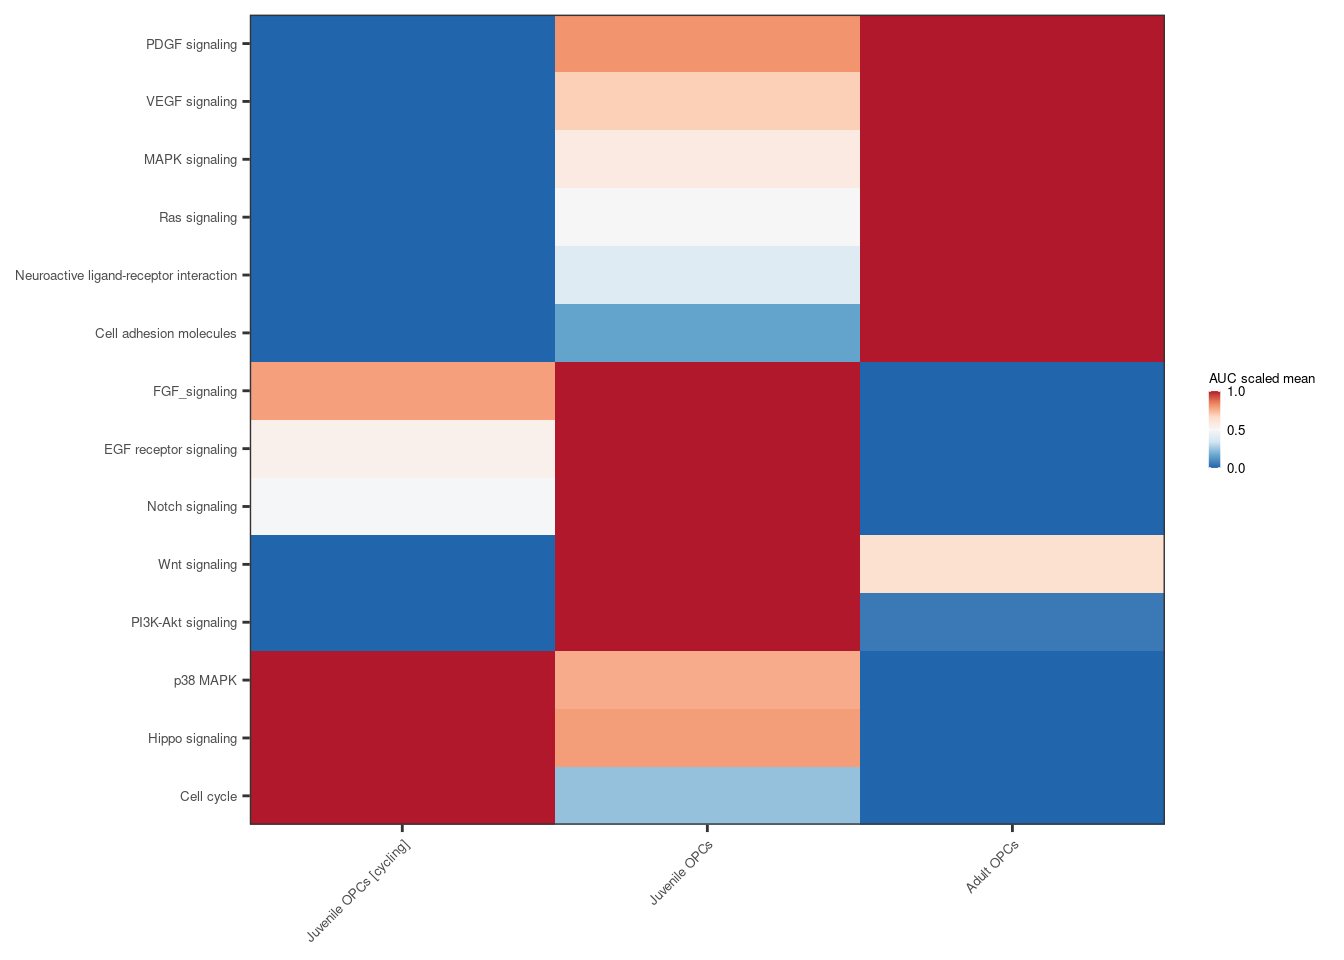 PDGF signaling
VEGF signaling
MAPK signaling
Ras signaling
Neuroactive ligand-receptor interaction
Cell adhesion molecules
FGF_signaling
EGF receptor signaling
Notch signaling
Wnt signaling
PI3K-Akt signaling
p38 MAPK
Hippo signaling
Cell cycle
Juvenile OPCs [cycling]
Juvenile OPCs
Adult OPCs
AUC scaled mean
1.0
0.5
0.0